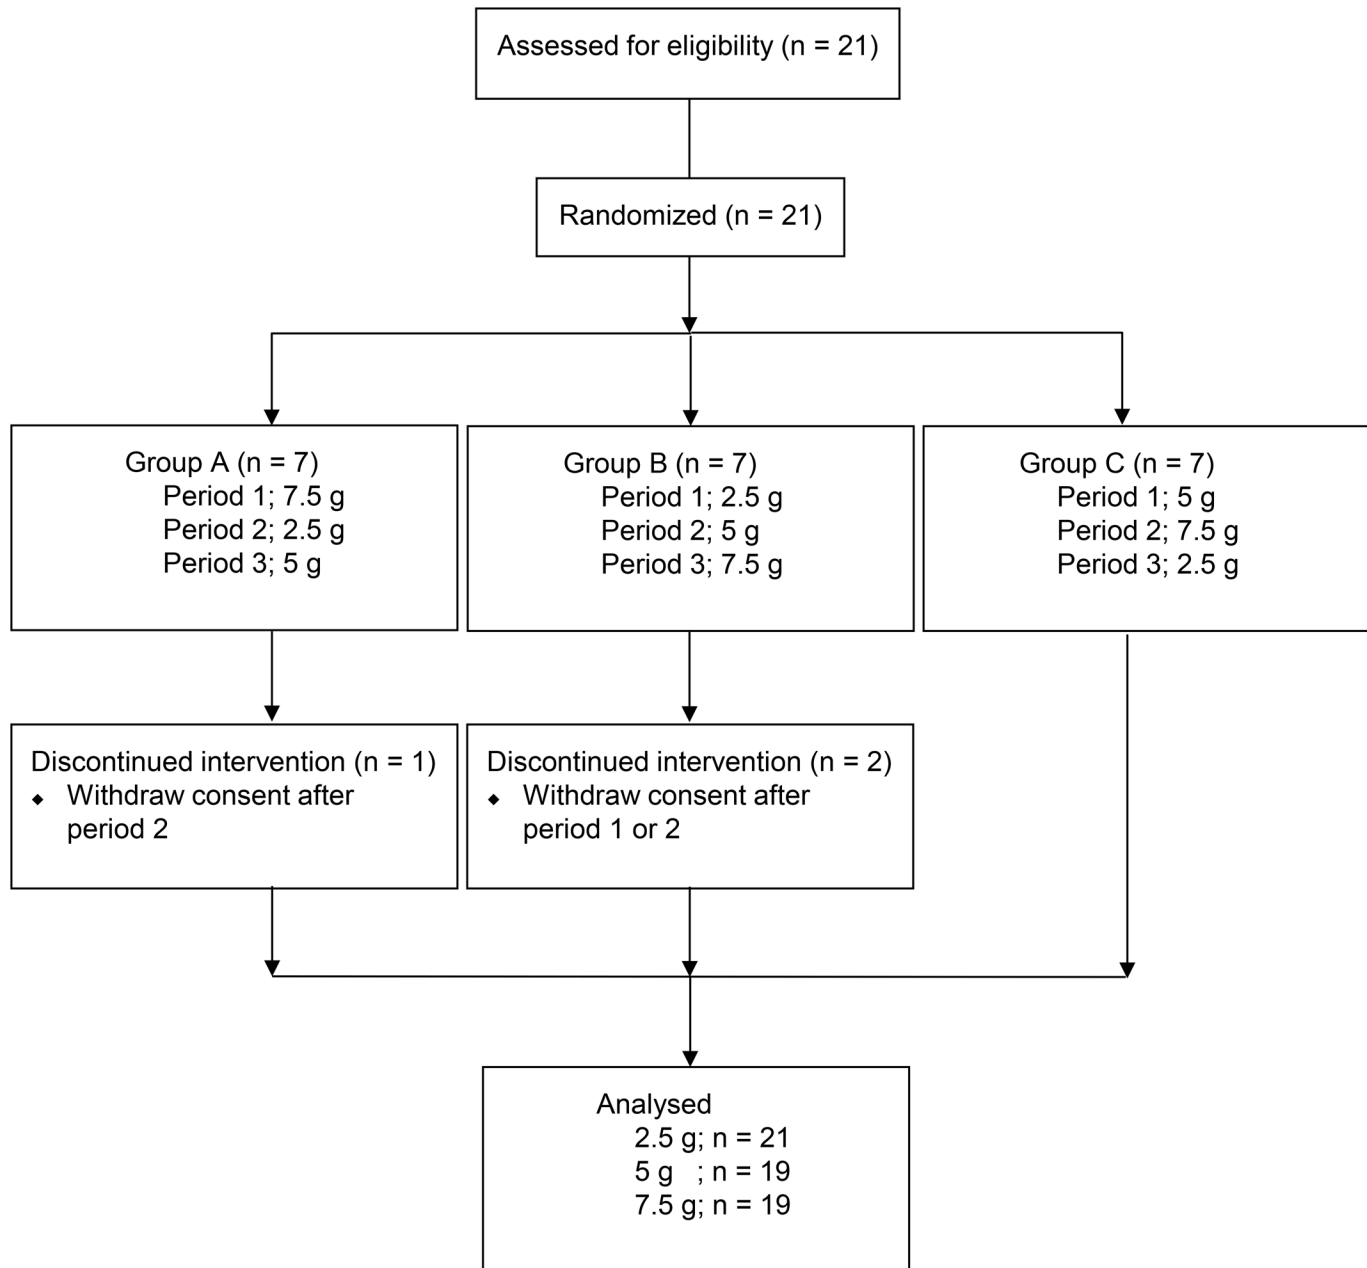 Assessed for eligibility (n = 21)
Randomized (n = 21)
Group A (n = 7)
Period 1; 7.5 g
Period 2; 2.5 g
Period 3; 5 g
Group B (n = 7)
Period 1; 2.5 g
Period 2; 5 g
Period 3; 7.5 g
Group C (n = 7)
Period 1; 5 g
Period 2; 7.5 g
Period 3; 2.5 g
Discontinued intervention (n = 1)
⬥ Withdraw consent after
period 2
Discontinued intervention (n = 2)
⬥ Withdraw consent after
period 1 or 2
Analysed
2.5 g; n = 21
5 g ; n = 19
7.5 g; n = 19